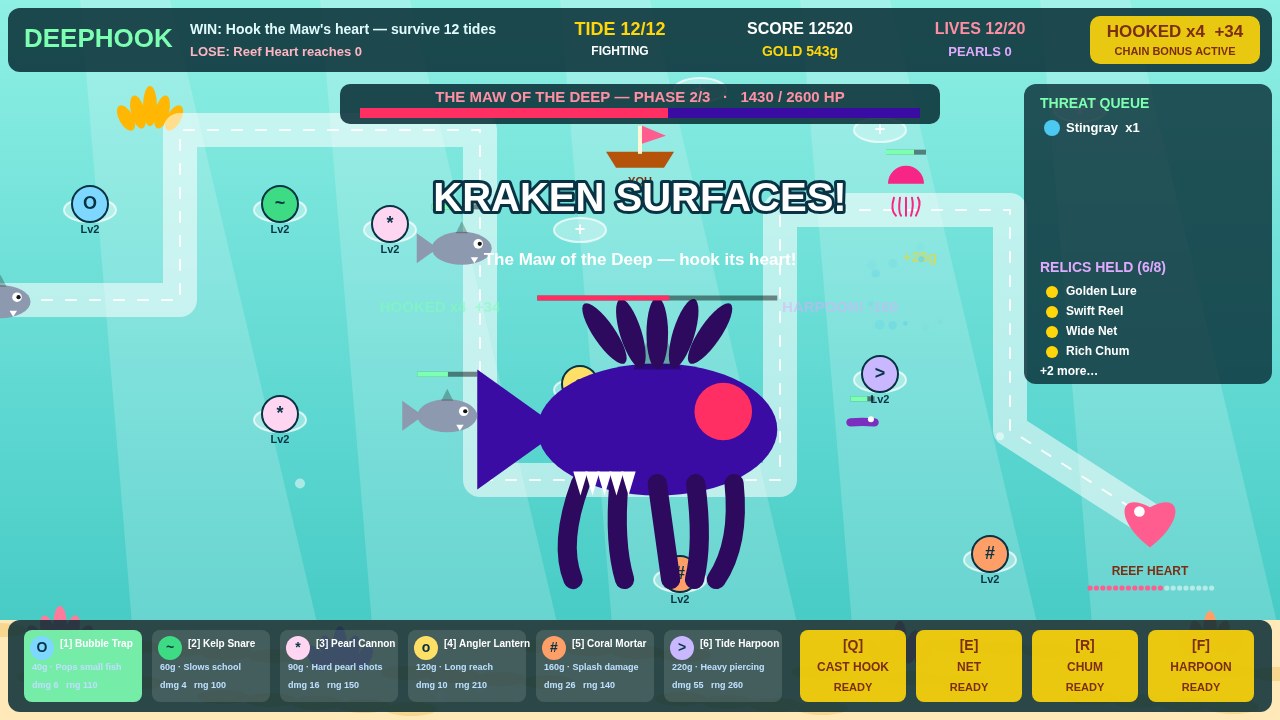 DEEPHOOK
WIN: Hook the Maw's heart — survive 12 tides
LOSE: Reef Heart reaches 0
TIDE 12/12
FIGHTING
SCORE 12520
GOLD 543g
LIVES 12/20
PEARLS 0
HOOKED x4 +34
CHAIN BONUS ACTIVE
THE MAW OF THE DEEP — PHASE 2/3 · 1430 / 2600 HP
THREAT QUEUE
Stingray x1
YOU
KRAKEN SURFACES!
The Maw of the Deep — hook its heart!
O
Lv2
~
Lv2
*
Lv2
+
+
HOOKED x4 +34
RELICS HELD (6/8)
Golden Lure
Swift Reel
Wide Net
Rich Chum
+2 more…
>
Lv2
*
Lv2
#
Lv2
#
Lv2
REEF HEART
O
[1] Bubble Trap
40g · Pops small fish
dmg 6 rng 110
~
[2] Kelp Snare
60g · Slows school
dmg 4 rng 100
*
[3] Pearl Cannon
90g · Hard pearl shots
dmg 16 rng 150
o
[4] Angler Lantern
120g · Long reach
dmg 10 rng 210
#
[5] Coral Mortar
160g · Splash damage
dmg 26 rng 140
>
[6] Tide Harpoon
220g · Heavy piercing
dmg 55 rng 260
[Q]
CAST HOOK
READY
[E]
NET
READY
[R]
CHUM
READY
[F]
HARPOON
READY